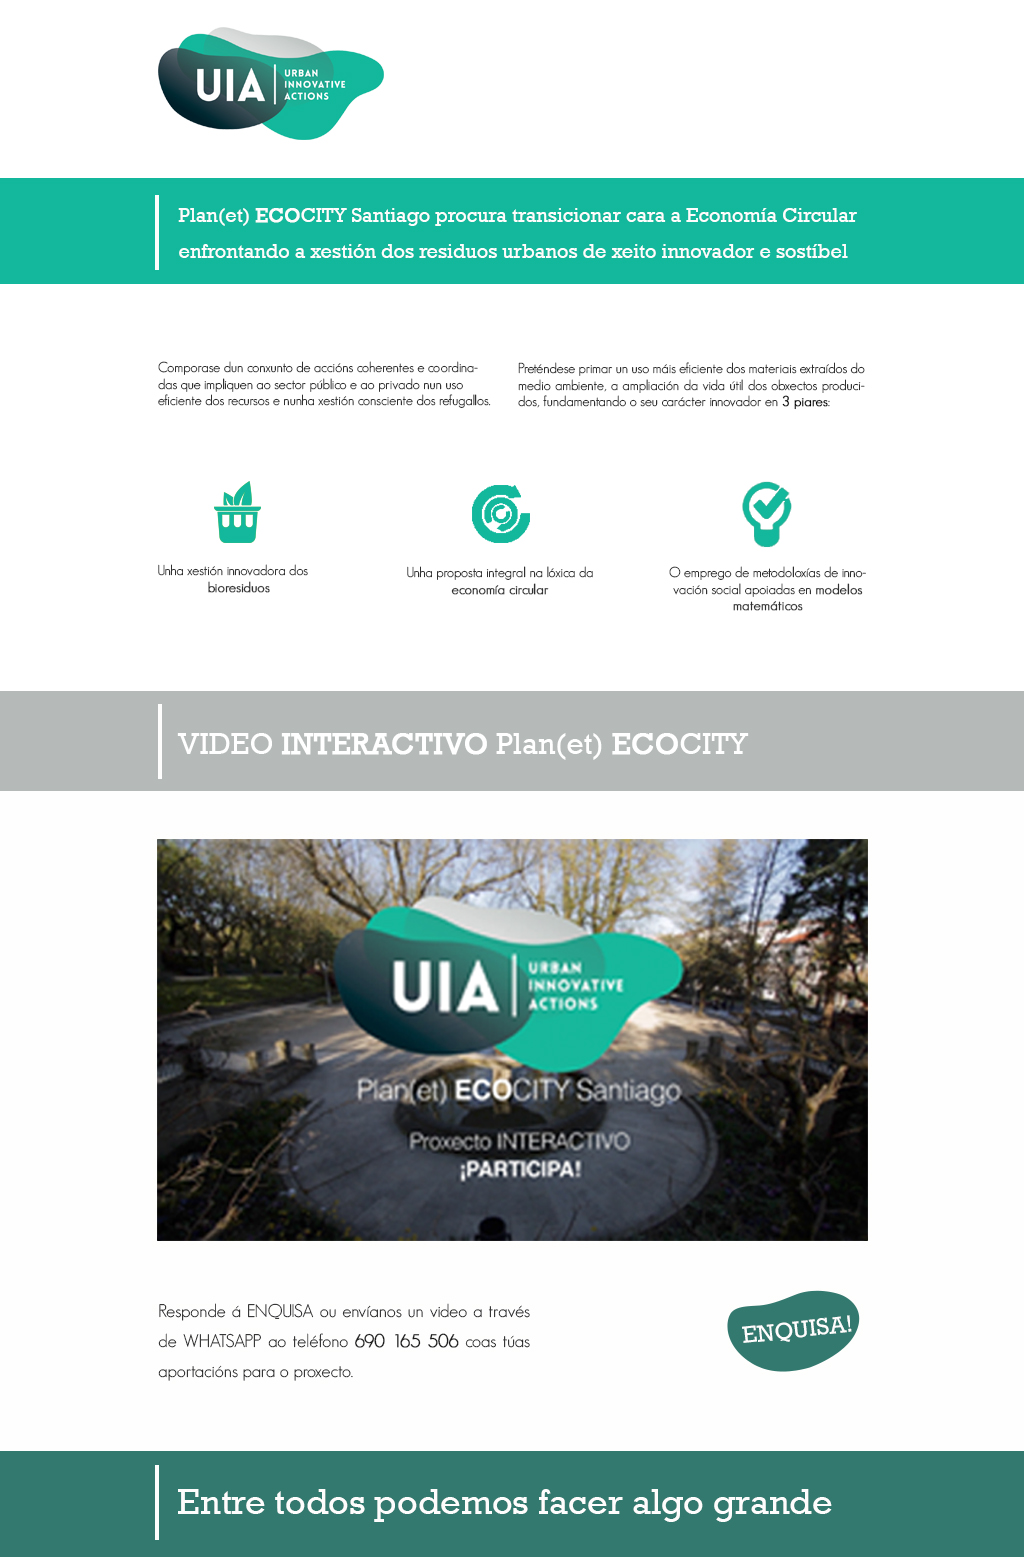 UIA
URBAN
INNOVATIVE
ACTIONS
Plan(et) ECOCITY Santiago procura transicionar cara a Economía Circular
enfrontando a xestión dos residuos urbanos de xeito innovador e sostíbel
Comporase dun conxunto de accións coherentes e coordina-
das que impliquen ao sector público e ao privado nun uso
eficiente dos recursos e nunha xestión consciente dos refugallos.
Preténdese primar un uso máis eficiente dos materiais extraídos do
medio ambiente, a ampliación da vida útil dos obxectos produci-
dos, fundamentando o seu carácter innovador en 3 piares:
Unha xestión innovadora dos
bioresiduos
Unha proposta integral na lóxica da
economía circular
O emprego de metodoloxías de inno-
vación social apoiadas en modelos
matemáticos
VIDEO INTERACTIVO Plan(et) ECOCITY
UIA
URBAN
INNOVATIVE
ACTIONS
Plan(et) ECOCITY Santiago
Proxecto INTERACTIVO
¡PARTICIPA!
Responde á ENQUISA ou envíanos un video a través
de WHATSAPP ao teléfono 690 165 506 coas túas
aportacións para o proxecto.
ENQUISA!
Entre todos podemos facer algo grande